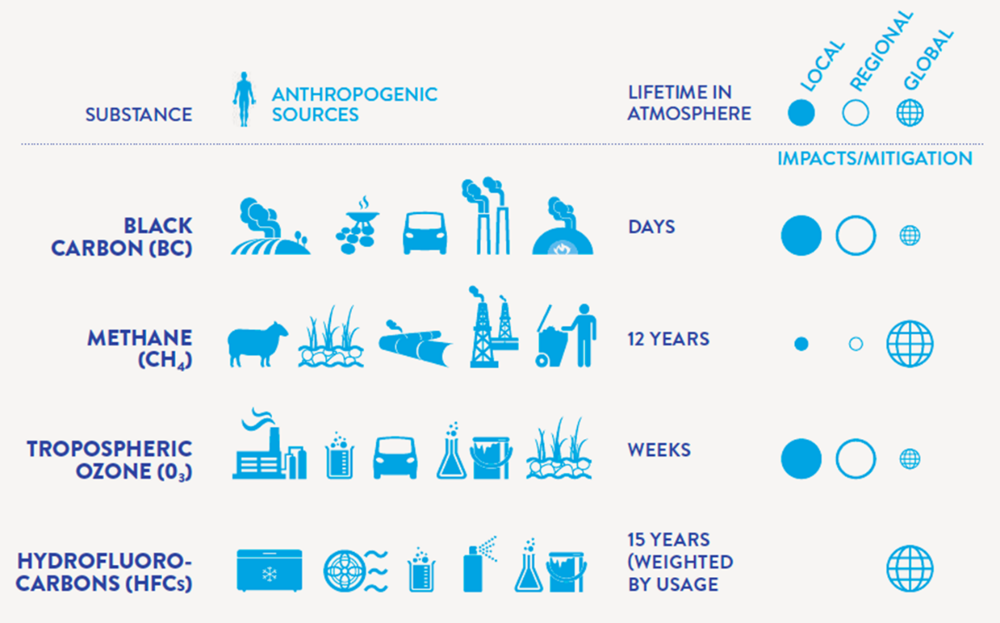 LOCAL
REGIONAL
GLOBAL
SUBSTANCE
ANTHROPOGENIC
SOURCES
LIFETIME IN
ATMOSPHERE
IMPACTS/MITIGATION
BLACK
CARBON (BC)
DAYS
METHANE
(CH₄)
12 YEARS
TROPOSPHERIC
OZONE (0₃)
WEEKS
HYDROFLUORO-
CARBONS (HFCs)
15 YEARS
(WEIGHTED
BY USAGE